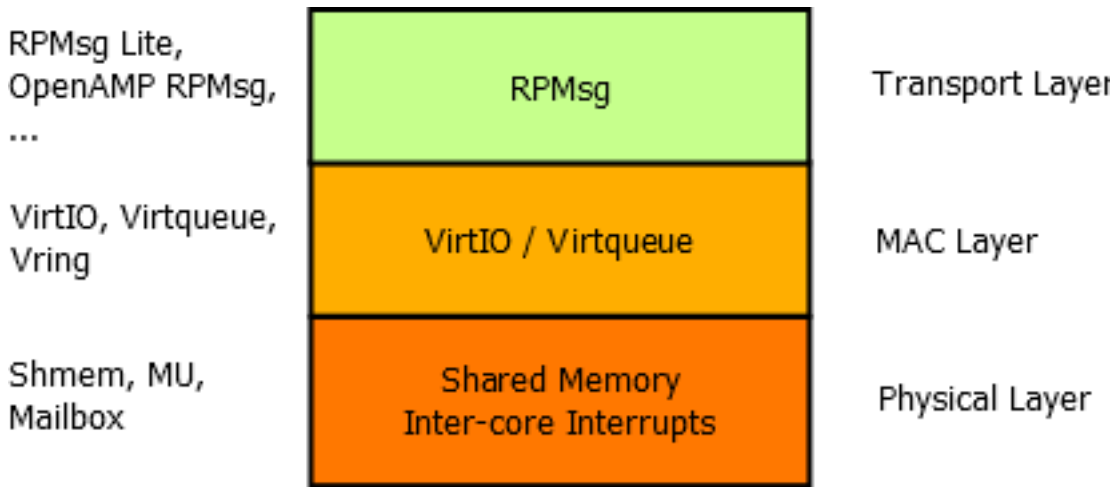 RPMsg Lite,
OpenAMP RPMsg,
...
RPMsg
Transport Layer
VirtIO, Virtqueue,
Vring
VirtIO / Virtqueue
MAC Layer
Shmem, MU,
Mailbox
Shared Memory
Inter-core Interrupts
Physical Layer